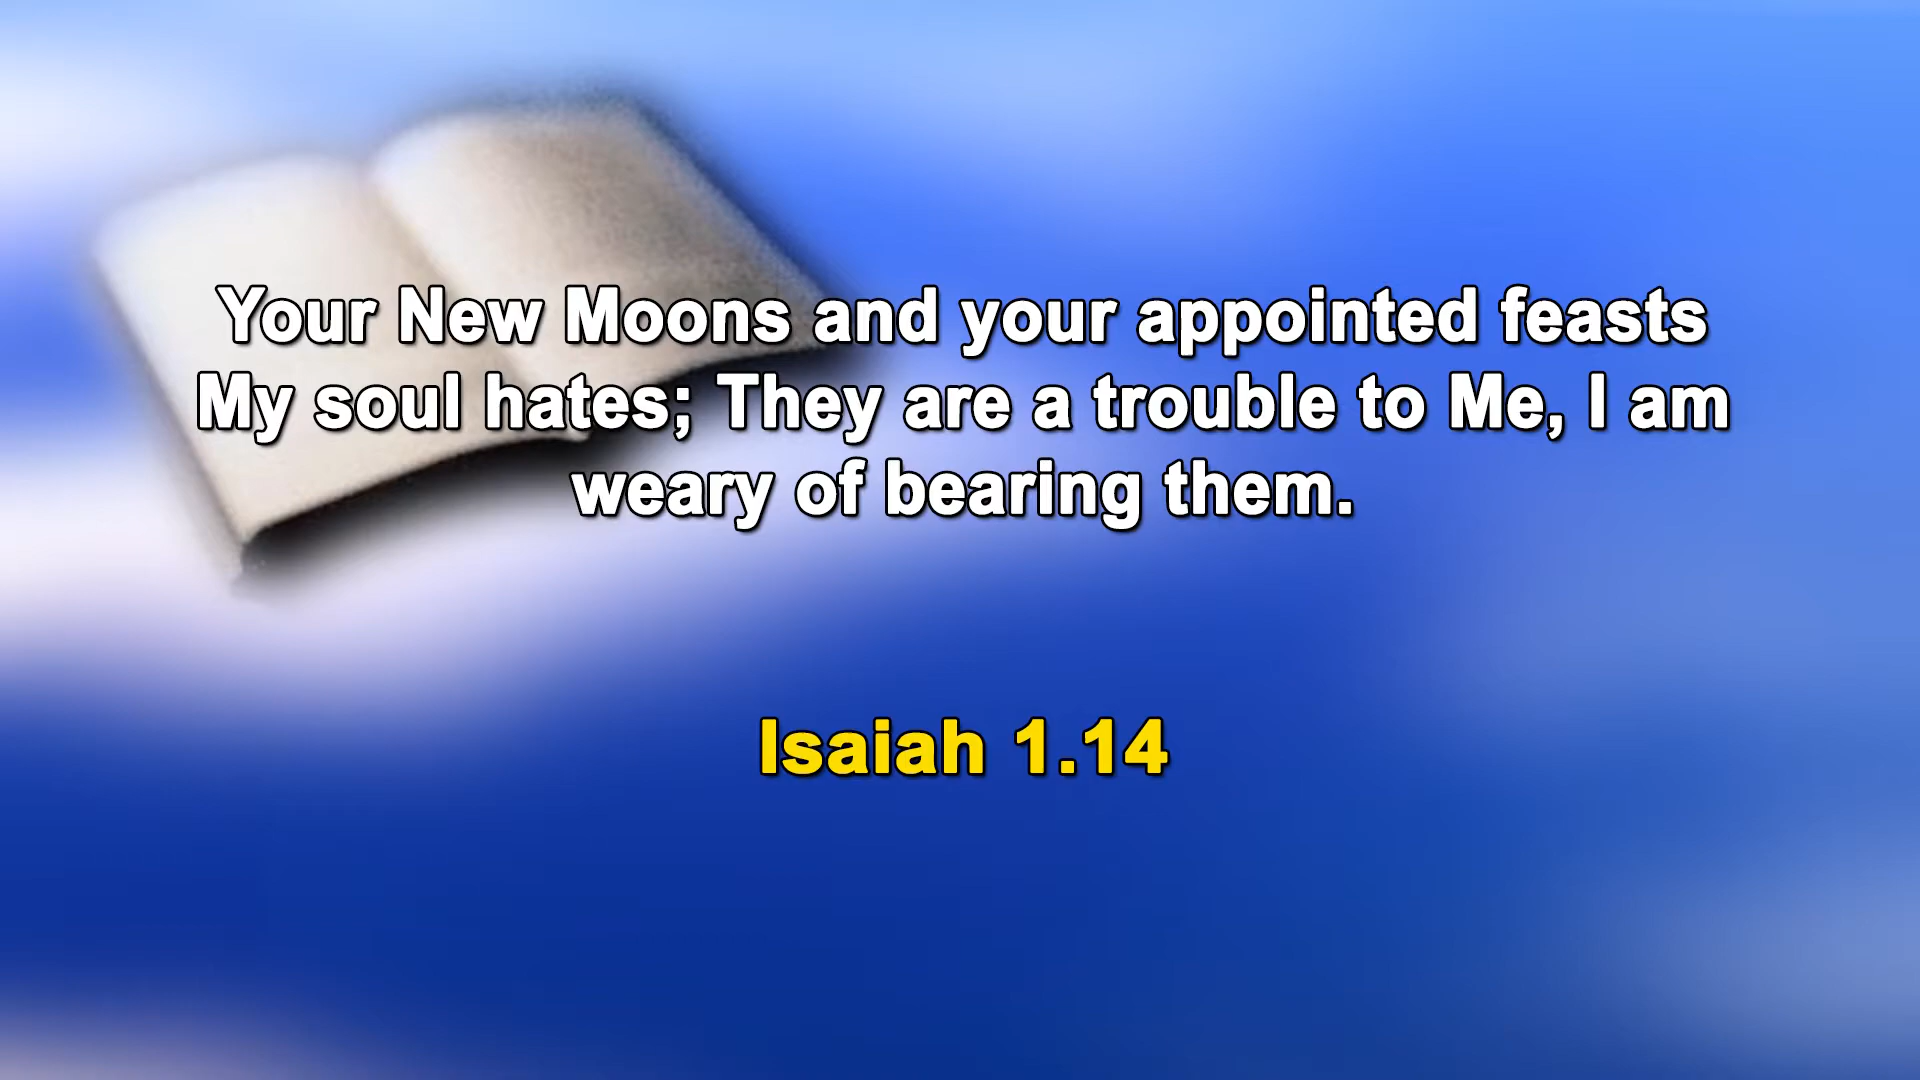 Your New Moons and your appointed feasts
My soul hates; They are a trouble to Me, I am
weary of bearing them.
Isaiah 1.14